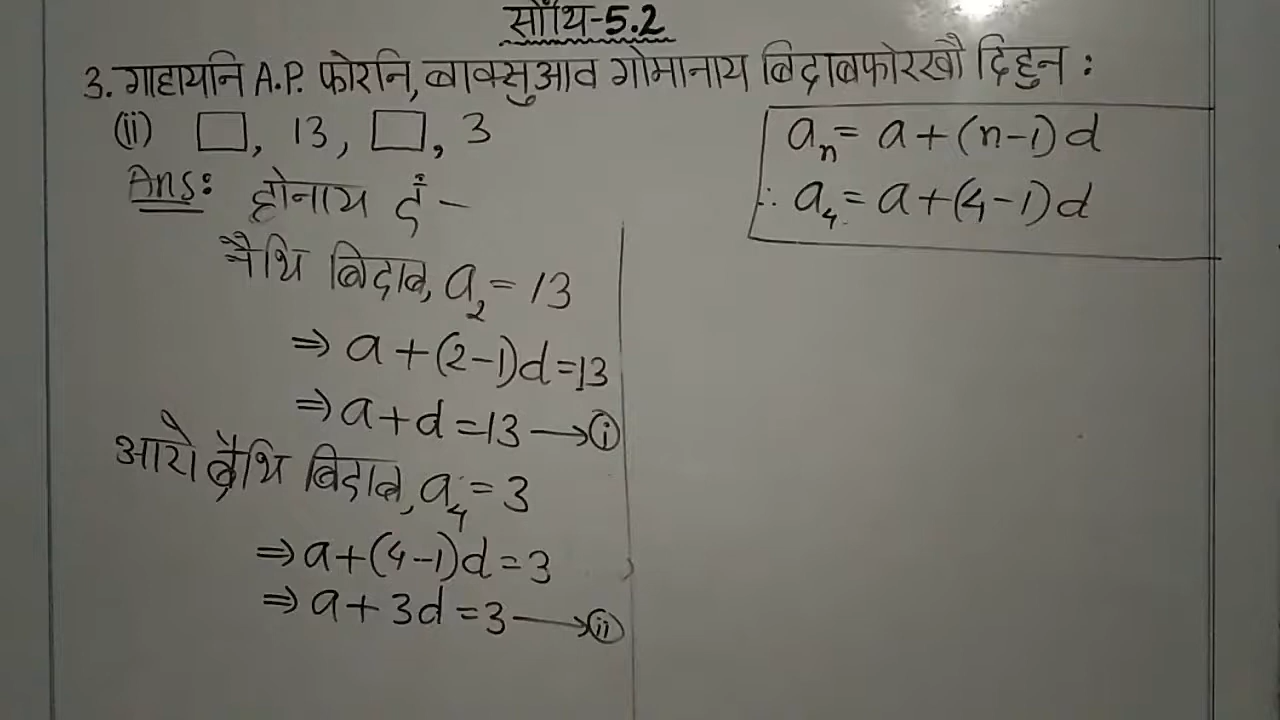 सोँथि-5.2
3. गाहायनि A.P. फोरनि, बाक्सुआव गोमानाय बिदाबफोरखौ दिहुन :
(ii) □, 13, □, 3
Ans: होनाय दं -
नैथि बिदाब, a₂ = 13
⇒ a + (2-1)d = 13
⇒ a + d = 13 → (i)
आरो ब्रैथि बिदाब, a₄ = 3
⇒ a + (4-1)d = 3
⇒ a + 3d = 3 → (ii)
aₙ = a + (n-1)d
∴ a₄ = a + (4-1)d